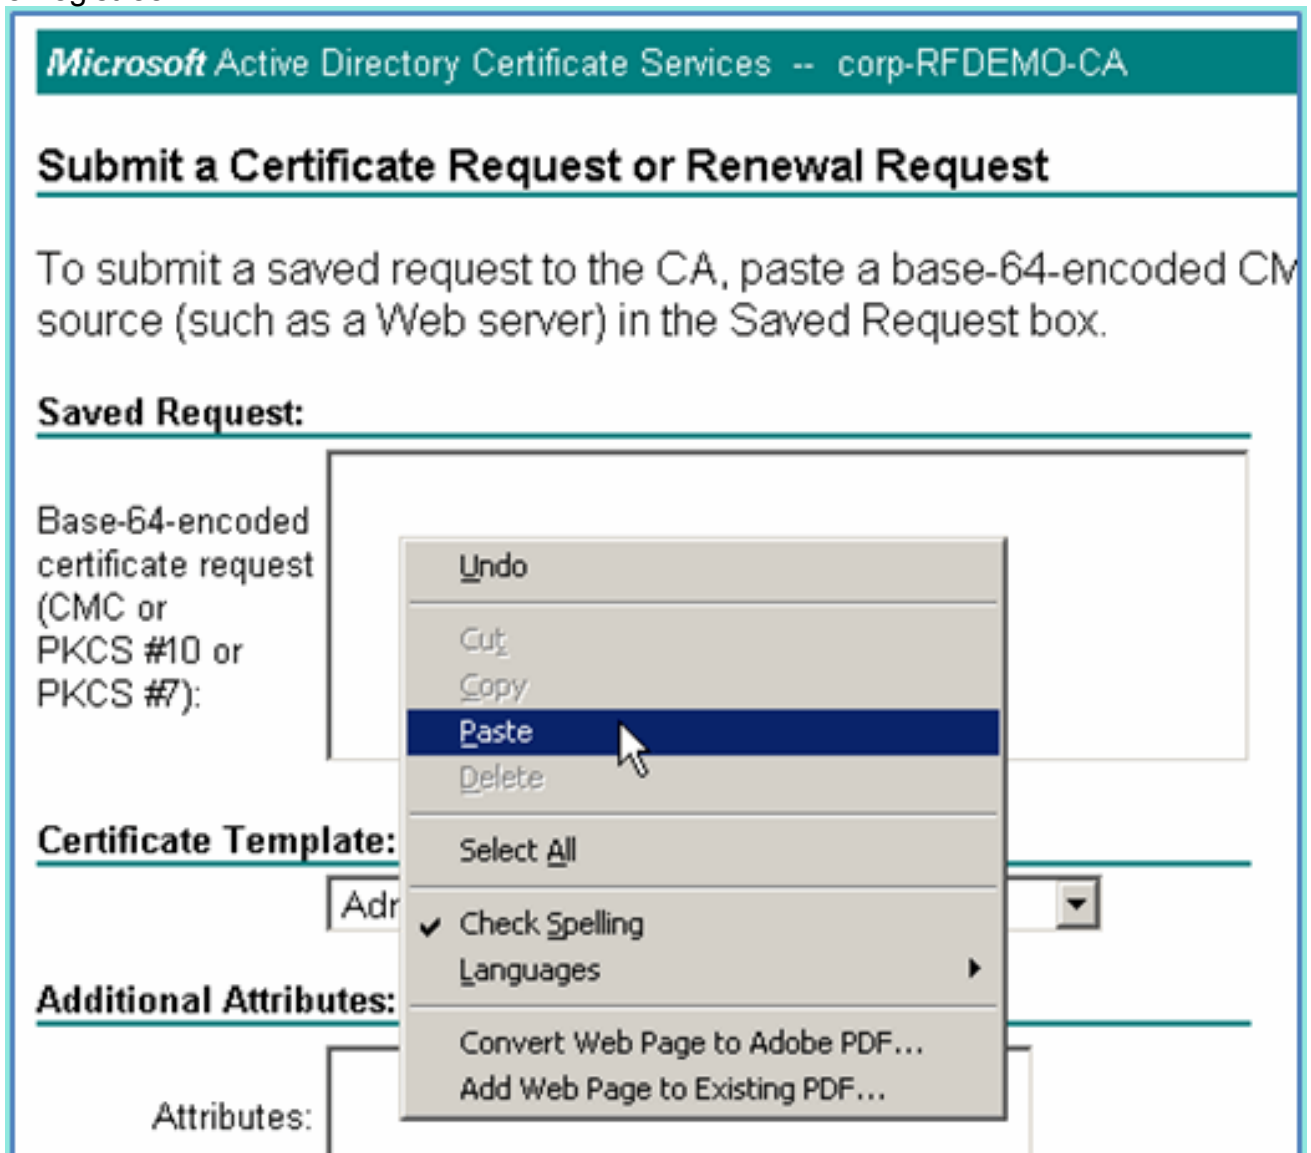 Microsoft Active Directory Certificate Services -- corp-RFDEMO-CA
Submit a Certificate Request or Renewal Request
To submit a saved request to the CA, paste a base-64-encoded
source (such as a Web server) in the Saved Request box.
Saved Request:
Base-64-encoded
certificate request
(CMC or
PKCS #10 or
PKCS #7):
Undo
Cut
Copy
Paste
Delete
Select All
Check Spelling
Languages
Convert Web Page to Adobe PDF...
Add Web Page to Existing PDF...
Certificate Template:
Additional Attributes:
Attributes: